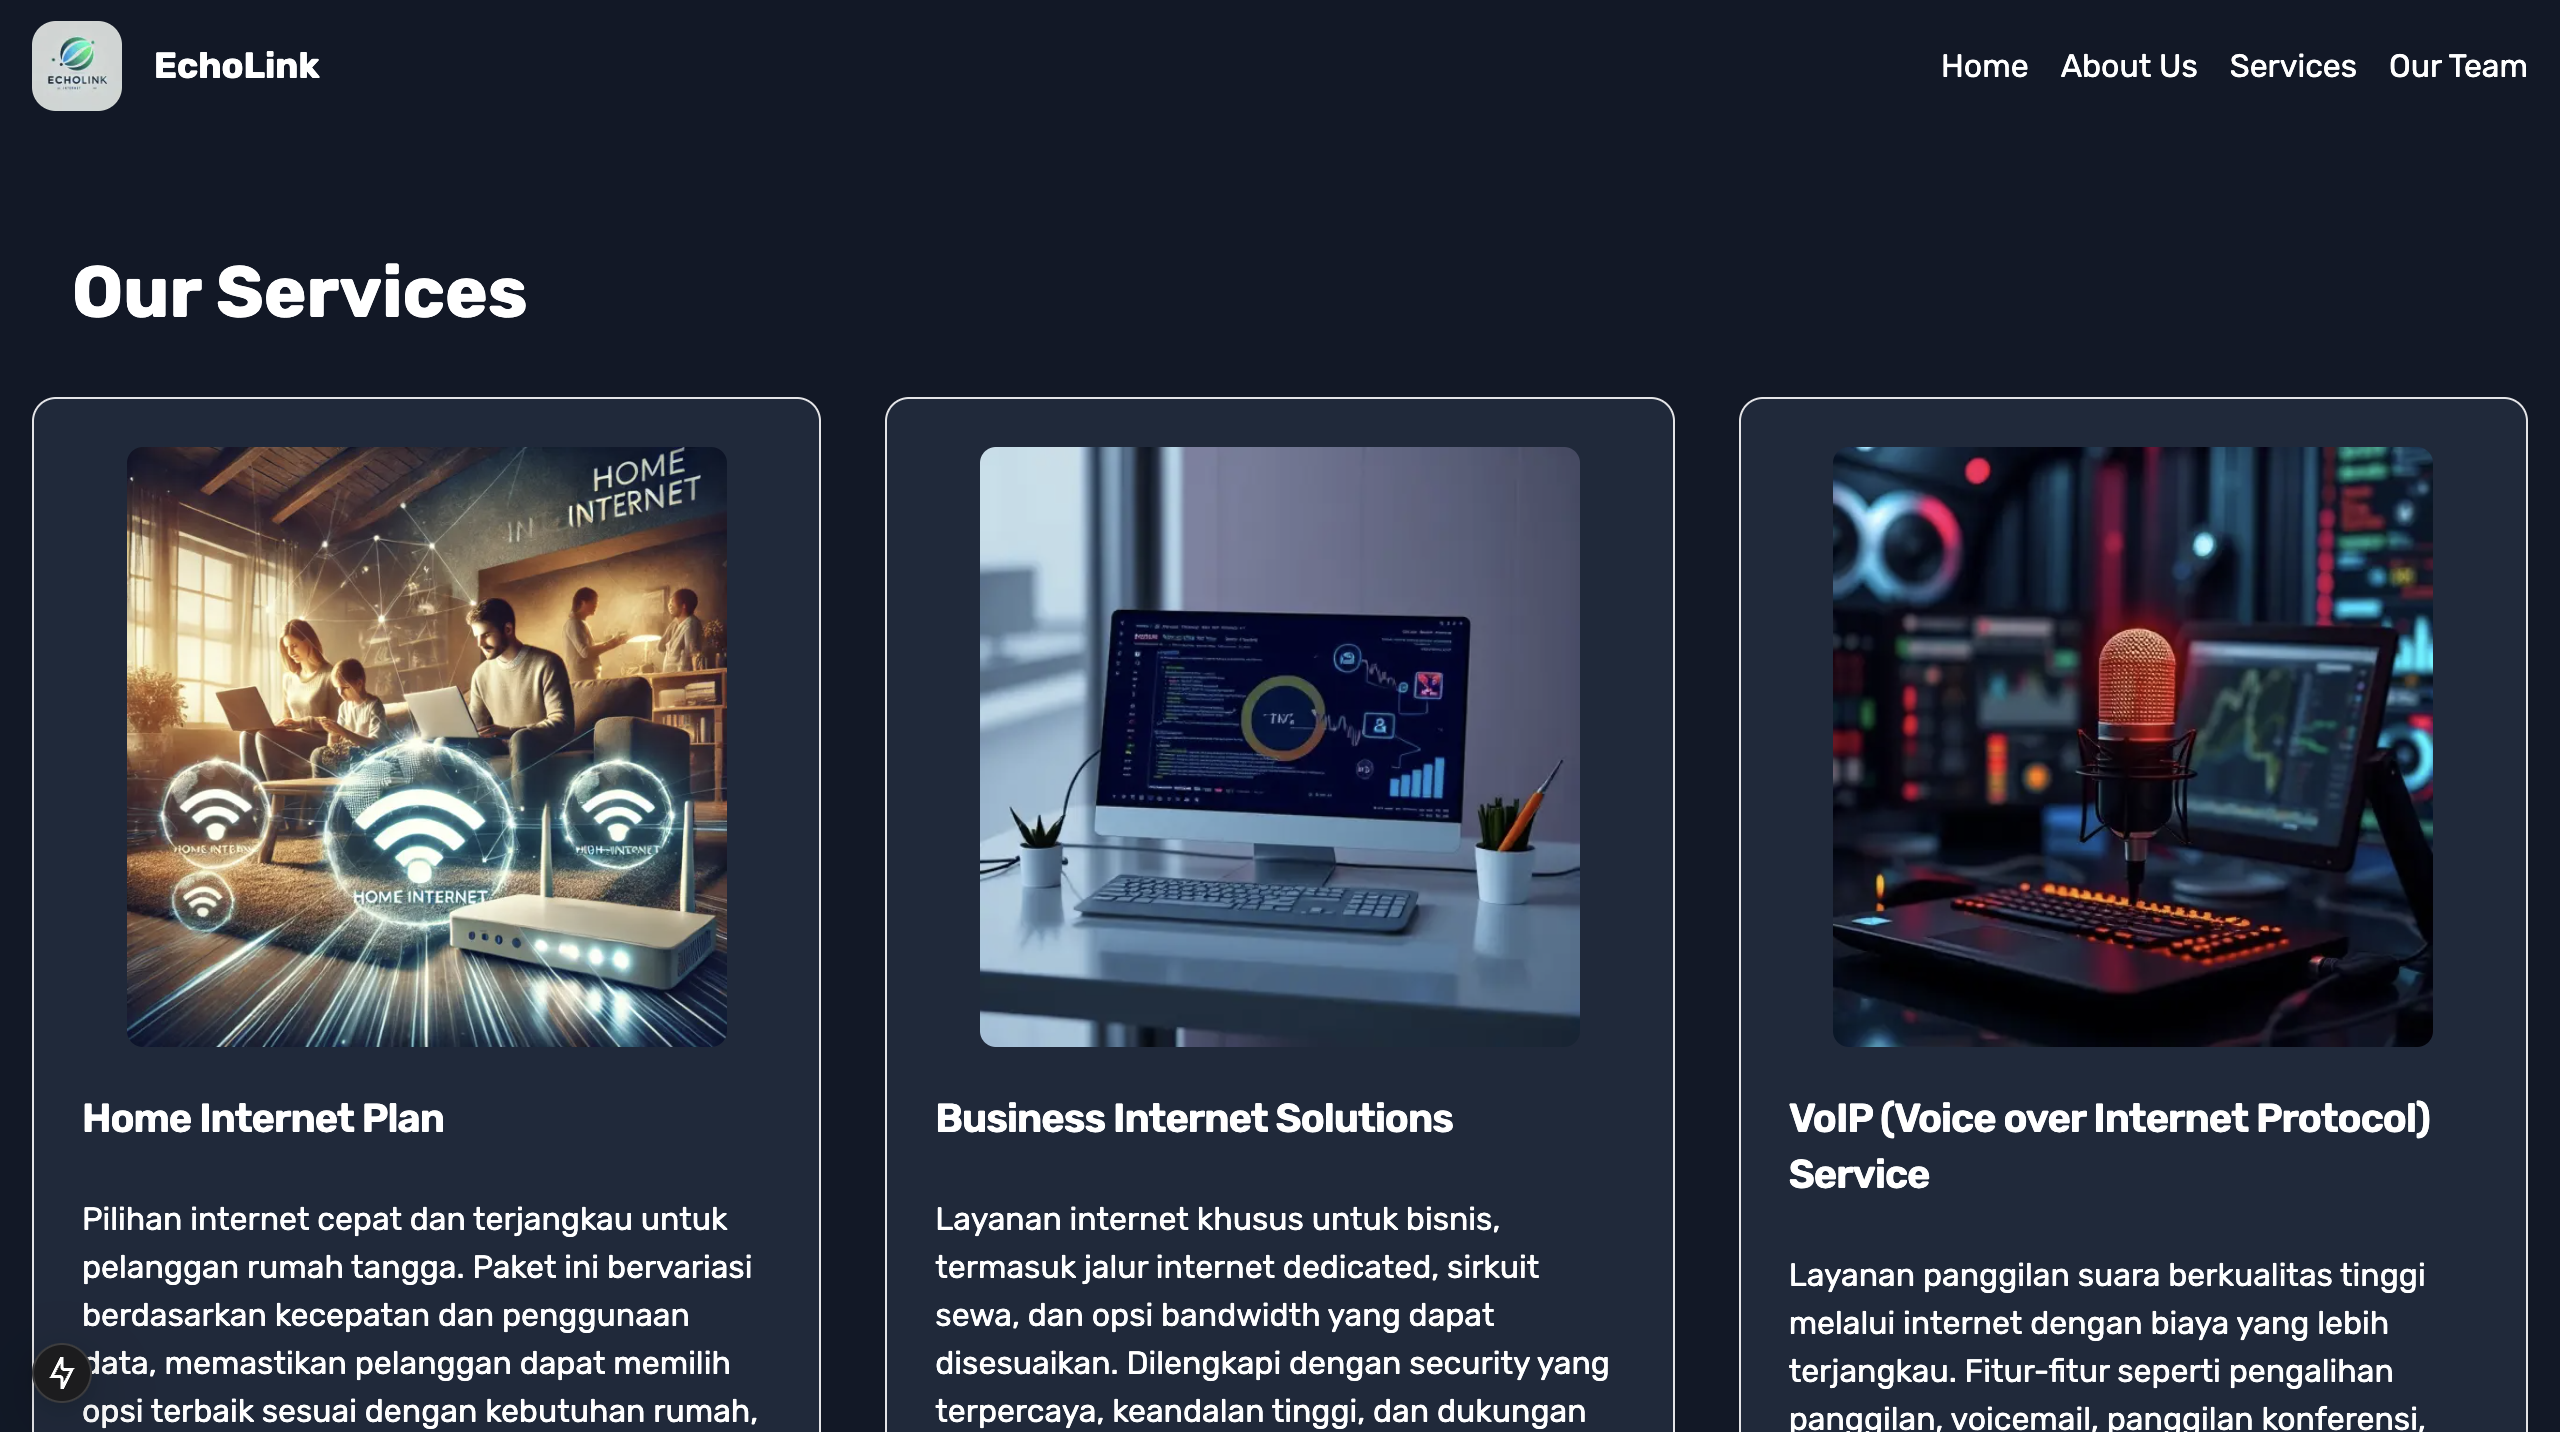 ECHOLINK
EchoLink
Home About Us Services Our Team
Our Services
HOME
INTERNET
HOME INTERNET
Home Internet Plan
Pilihan internet cepat dan terjangkau untuk
pelanggan rumah tangga. Paket ini bervariasi
berdasarkan kecepatan dan penggunaan
data, memastikan pelanggan dapat memilih
opsi terbaik sesuai dengan kebutuhan rumah,
Business Internet Solutions
Layanan internet khusus untuk bisnis,
termasuk jalur internet dedicated, sirkuit
sewa, dan opsi bandwidth yang dapat
disesuaikan. Dilengkapi dengan security yang
terpercaya, keandalan tinggi, dan dukungan
VoIP (Voice over Internet Protocol)
Service
Layanan panggilan suara berkualitas tinggi
melalui internet dengan biaya yang lebih
terjangkau. Fitur-fitur seperti pengalihan
panggilan, voicemail, panggilan konferensi,